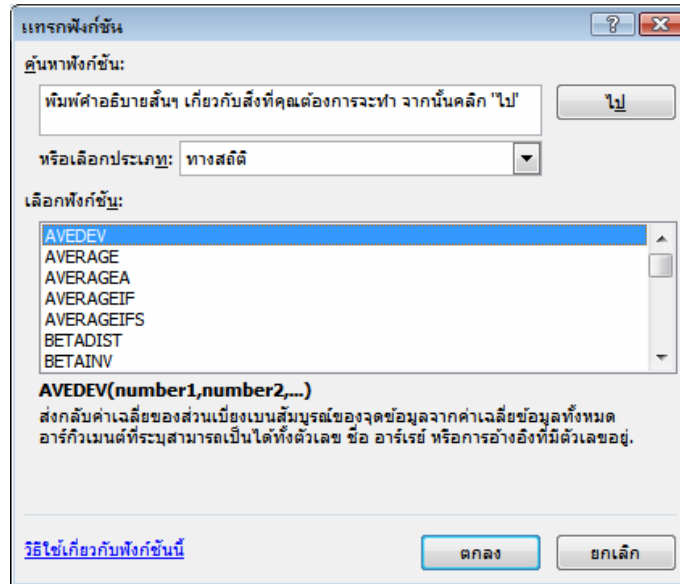 แทรกฟังก์ชัน
ค้นหาฟังก์ชัน:
พิมพ์คำอธิบายสั้นๆ เกี่ยวกับสิ่งที่คุณต้องการจะทำ จากนั้นคลิก 'ไป'
ไป
หรือเลือกประเภท: ทางสถิติ
เลือกฟังก์ชัน:
AVEDEV
AVERAGE
AVERAGEA
AVERAGEIF
AVERAGEIFS
BETADIST
BETAINV
AVEDEV(number1,number2,...)
ส่งกลับค่าเฉลี่ยของส่วนเบี่ยงเบนสัมบูรณ์ของจุดข้อมูลจากค่าเฉลี่ยข้อมูลทั้งหมด
อาร์กิวเมนต์ที่ระบุสามารถเป็นได้ทั้งตัวเลข ชื่อ อาร์เรย์ หรือการอ้างอิงที่มีตัวเลขอยู่.
วิธีใช้เกี่ยวกับฟังก์ชันนี้
ตกลง
ยกเลิก